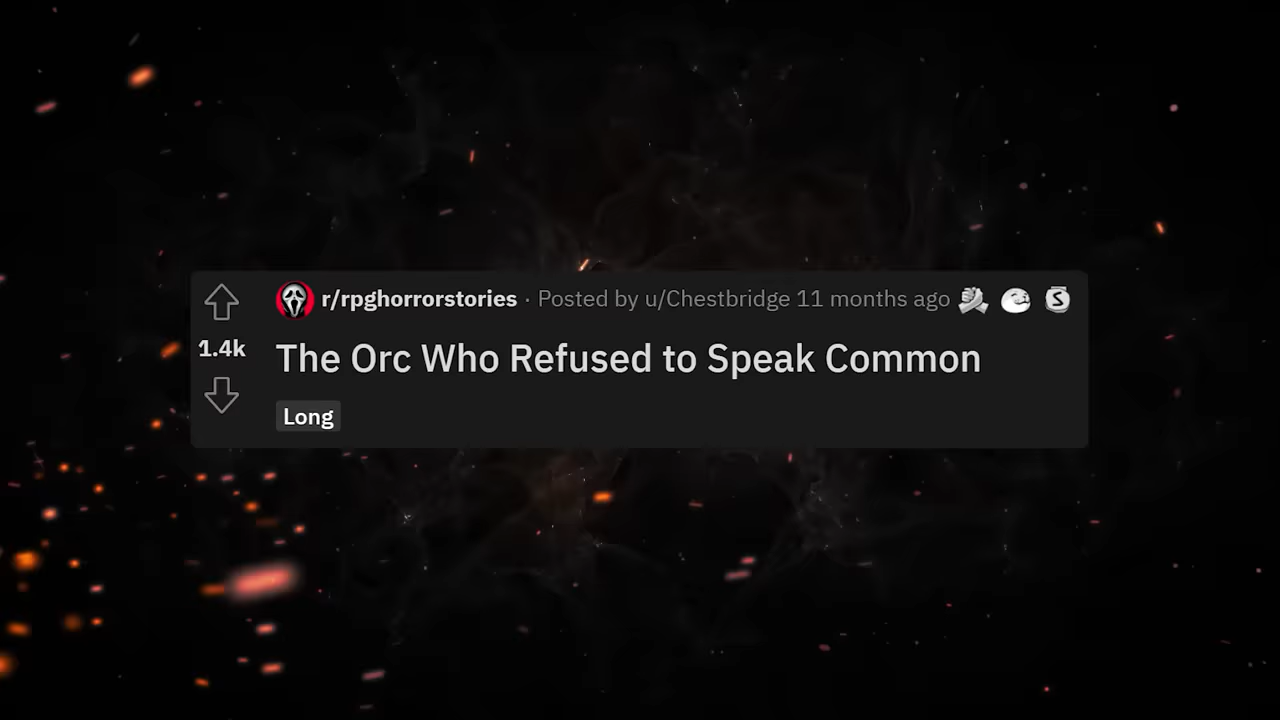 r/rpghorrorstories · Posted by u/Chestbridge 11 months ago
1.4k
The Orc Who Refused to Speak Common
Long